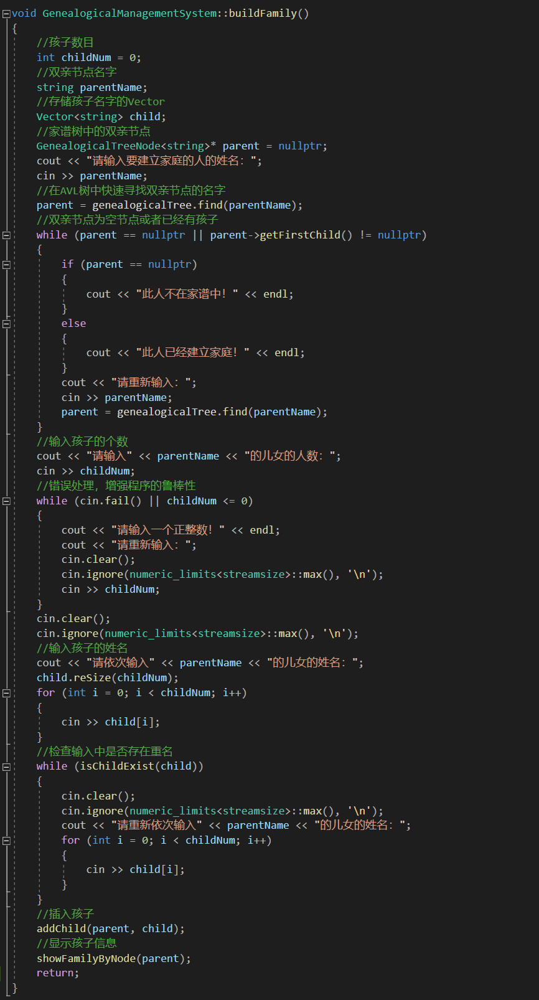 void GenealogicalManagementSystem::buildFamily()
{
    //孩子数目
    int childNum = 0;
    //双亲节点名字
    string parentName;
    //存储孩子名字的Vector
    Vector<string> child;
    //家谱树中的双亲节点
    GenealogicalTreeNode<string>* parent = nullptr;
    cout << "请输入要建立家庭的人的姓名：";
    cin >> parentName;
    //在AVL树中快速寻找双亲节点的名字
    parent = genealogicalTree.find(parentName);
    //双亲节点为空节点或者已经有孩子
    while (parent == nullptr || parent->getFirstChild() != nullptr)
    {
        if (parent == nullptr)
        {
            cout << "此人不在家谱中！" << endl;
        }
        else
        {
            cout << "此人已经建立家庭！" << endl;
        }
        cout << "请重新输入：";
        cin >> parentName;
        parent = genealogicalTree.find(parentName);
    }
    //输入孩子的个数
    cout << "请输入" << parentName << "的儿女的人数：";
    cin >> childNum;
    //错误处理，增强程序的鲁棒性
    while (cin.fail() || childNum <= 0)
    {
        cout << "请输入一个正整数！" << endl;
        cout << "请重新输入：";
        cin.clear();
        cin.ignore(numeric_limits<streamsize>::max(), '\n');
        cin >> childNum;
    }
    cin.clear();
    cin.ignore(numeric_limits<streamsize>::max(), '\n');
    //输入孩子的姓名
    cout << "请依次输入" << parentName << "的儿女的姓名：";
    child.reSize(childNum);
    for (int i = 0; i < childNum; i++)
    {
        cin >> child[i];
    }
    //检查输入中是否存在重名
    while (isChildExist(child))
    {
        cin.clear();
        cin.ignore(numeric_limits<streamsize>::max(), '\n');
        cout << "请重新依次输入" << parentName << "的儿女的姓名：";
        for (int i = 0; i < childNum; i++)
        {
            cin >> child[i];
        }
    }
    //插入孩子
    addChild(parent, child);
    //显示孩子信息
    showFamilyByNode(parent);
    return;
}